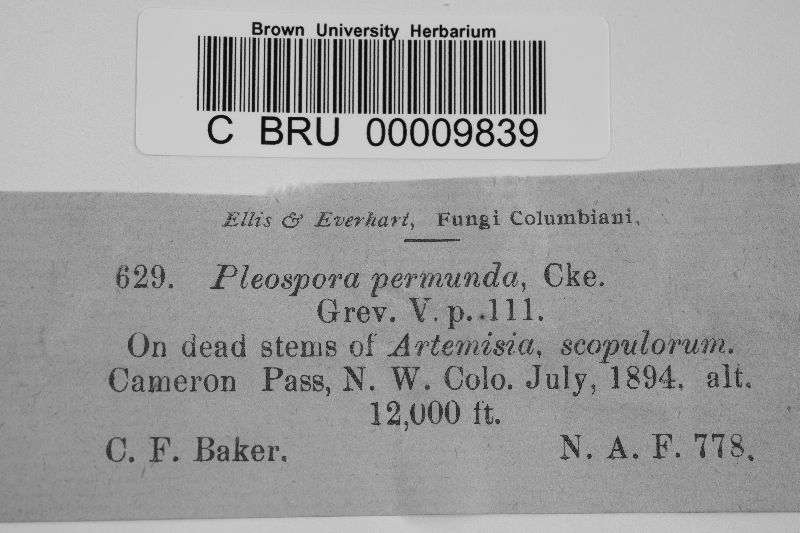 Brown University Herbarium
C BRU 00009839
Ellis & Everhart, Fungi Columbiani.
629. Pleospora permunda, Cke.
Grev. V. p. 111.
On dead stems of Artemisia, scopulorum.
Cameron Pass, N. W. Colo. July, 1894. alt.
12,000 ft.
C. F. Baker. N. A. F. 778.